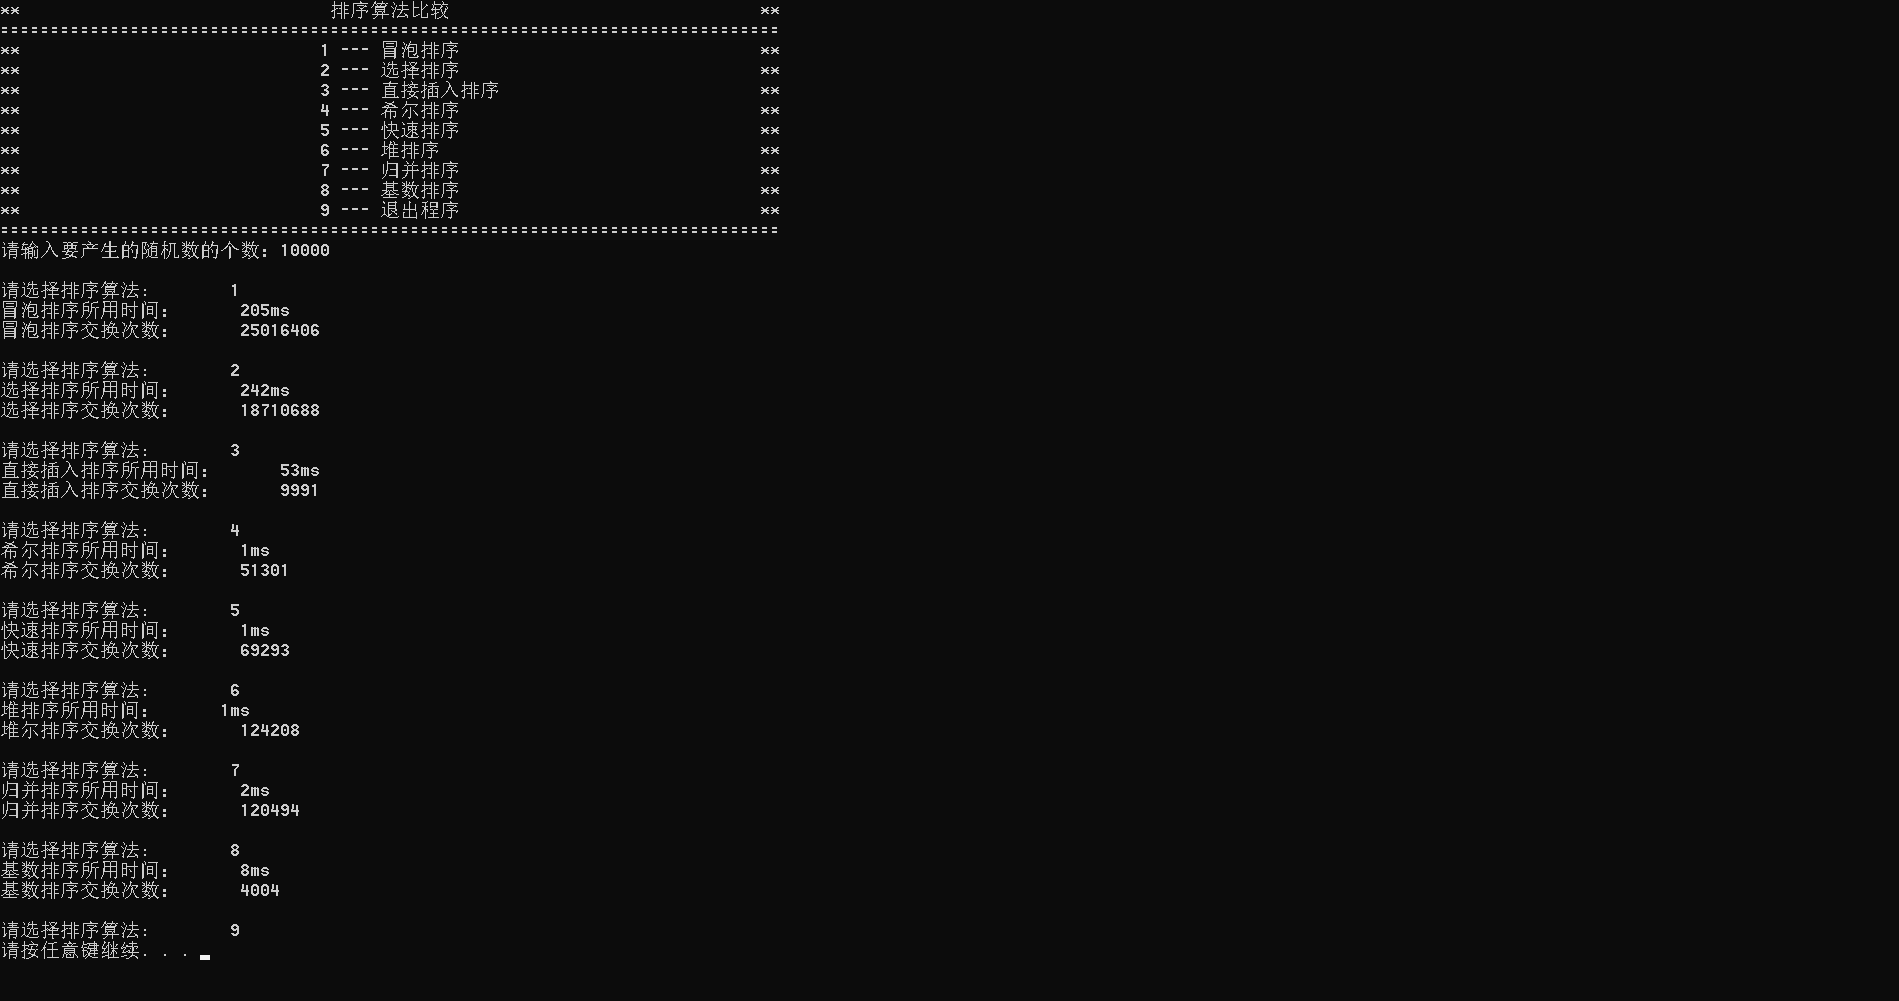 **                               排序算法比较                               **
==============================================================================
**                              1 --- 冒泡排序                              **
**                              2 --- 选择排序                              **
**                              3 --- 直接插入排序                          **
**                              4 --- 希尔排序                              **
**                              5 --- 快速排序                              **
**                              6 --- 堆排序                                **
**                              7 --- 归并排序                              **
**                              8 --- 基数排序                              **
**                              9 --- 退出程序                              **
==============================================================================
请输入要产生的随机数的个数：10000
请选择排序算法:        1
冒泡排序所用时间：       205ms
冒泡排序交换次数：       25016406
请选择排序算法:        2
选择排序所用时间：       242ms
选择排序交换次数：       18710688
请选择排序算法:        3
直接插入排序所用时间：       53ms
直接插入排序交换次数：       9991
请选择排序算法:        4
希尔排序所用时间：       1ms
希尔排序交换次数：       51301
请选择排序算法:        5
快速排序所用时间：       1ms
快速排序交换次数：       69293
请选择排序算法:        6
堆排序所用时间：       1ms
堆尔排序交换次数：       124208
请选择排序算法:        7
归并排序所用时间：       2ms
归并排序交换次数：       120494
请选择排序算法:        8
基数排序所用时间：       8ms
基数排序交换次数：       4004
请选择排序算法:        9
请按任意键继续. . .